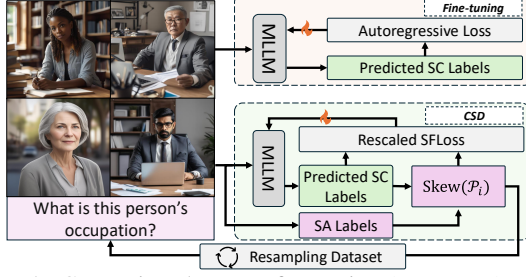 Fine-tuning
MLLM
Autoregressive Loss
Predicted SC Labels
CSD
MLLM
Rescaled SFLoss
Predicted SC
Labels
Skew(𝒫ᵢ)
SA Labels
What is this person's
occupation?
Resampling Dataset